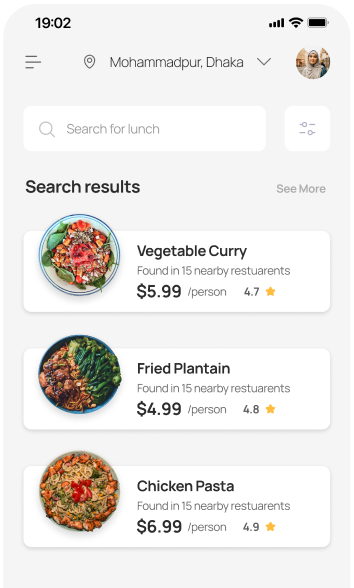 19:02
Mohammadpur, Dhaka
Search for lunch
Search results
See More
Vegetable Curry
Found in 15 nearby restuarents
$5.99 /person 4.7
Fried Plantain
Found in 15 nearby restuarents
$4.99 /person 4.8
Chicken Pasta
Found in 15 nearby restuarents
$6.99 /person 4.9